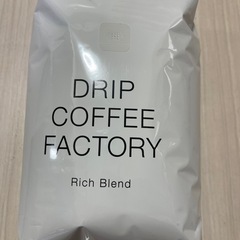 DRIP
COFFEE
FACTORY
Rich Blend